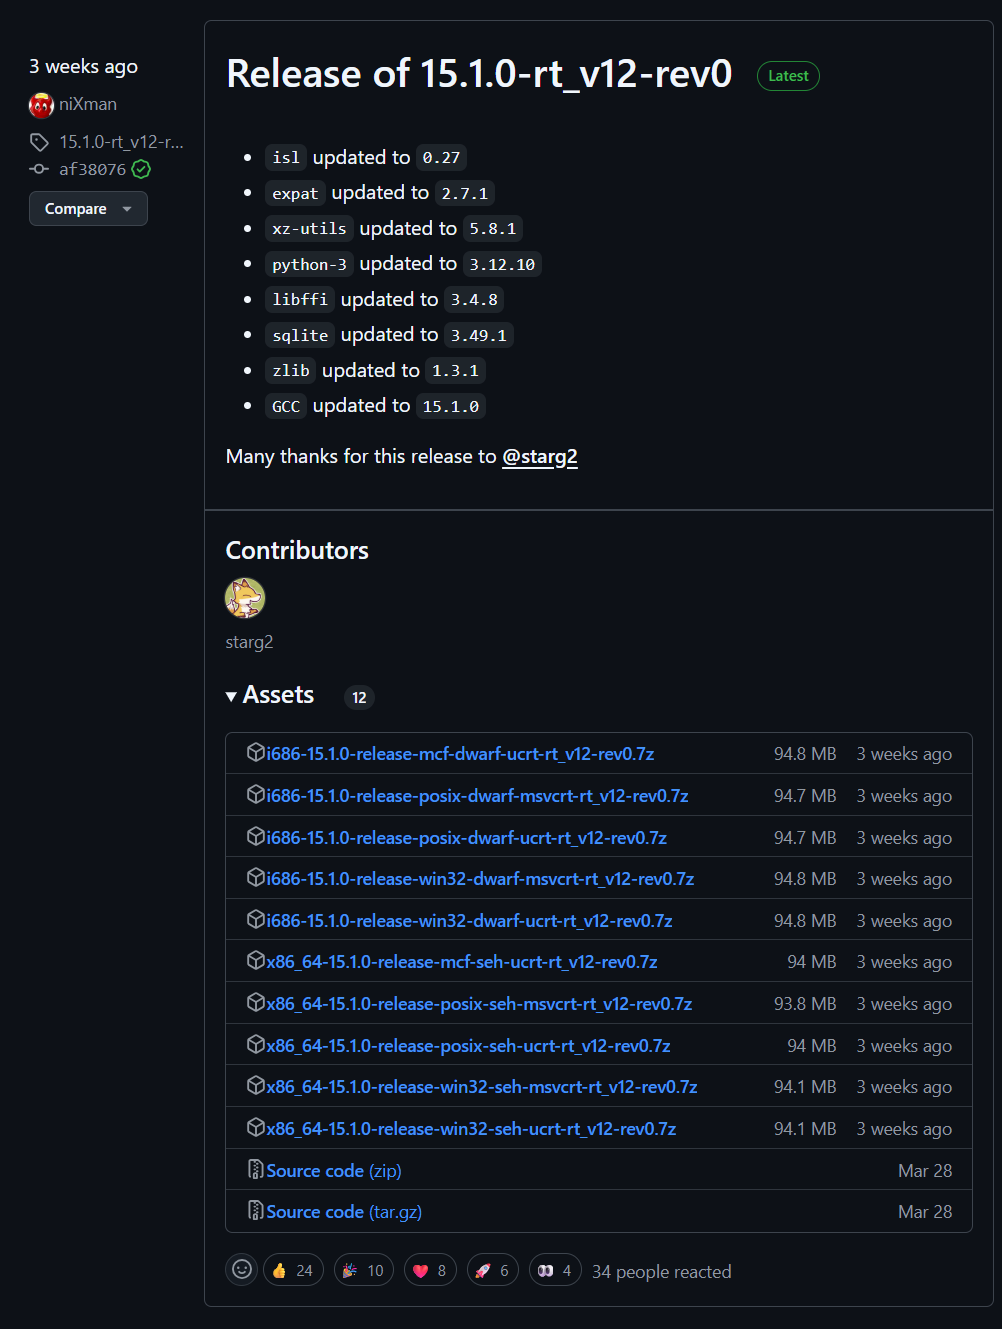 3 weeks ago
niXman
15.1.0-rt_v12-r...
af38076
Compare
Release of 15.1.0-rt_v12-rev0 Latest
isl updated to 0.27
expat updated to 2.7.1
xz-utils updated to 5.8.1
python-3 updated to 3.12.10
libffi updated to 3.4.8
sqlite updated to 3.49.1
zlib updated to 1.3.1
GCC updated to 15.1.0
Many thanks for this release to @starg2
Contributors
starg2
Assets 12
i686-15.1.0-release-mcf-dwarf-ucrt-rt_v12-rev0.7z 94.8 MB 3 weeks ago
i686-15.1.0-release-posix-dwarf-msvcrt-rt_v12-rev0.7z 94.7 MB 3 weeks ago
i686-15.1.0-release-posix-dwarf-ucrt-rt_v12-rev0.7z 94.7 MB 3 weeks ago
i686-15.1.0-release-win32-dwarf-msvcrt-rt_v12-rev0.7z 94.8 MB 3 weeks ago
i686-15.1.0-release-win32-dwarf-ucrt-rt_v12-rev0.7z 94.8 MB 3 weeks ago
x86_64-15.1.0-release-mcf-seh-ucrt-rt_v12-rev0.7z 94 MB 3 weeks ago
x86_64-15.1.0-release-posix-seh-msvcrt-rt_v12-rev0.7z 93.8 MB 3 weeks ago
x86_64-15.1.0-release-posix-seh-ucrt-rt_v12-rev0.7z 94 MB 3 weeks ago
x86_64-15.1.0-release-win32-seh-msvcrt-rt_v12-rev0.7z 94.1 MB 3 weeks ago
x86_64-15.1.0-release-win32-seh-ucrt-rt_v12-rev0.7z 94.1 MB 3 weeks ago
Source code (zip) Mar 28
Source code (tar.gz) Mar 28
👍 24 🎉 10 ❤️ 8 🚀 6 👀 4 34 people reacted